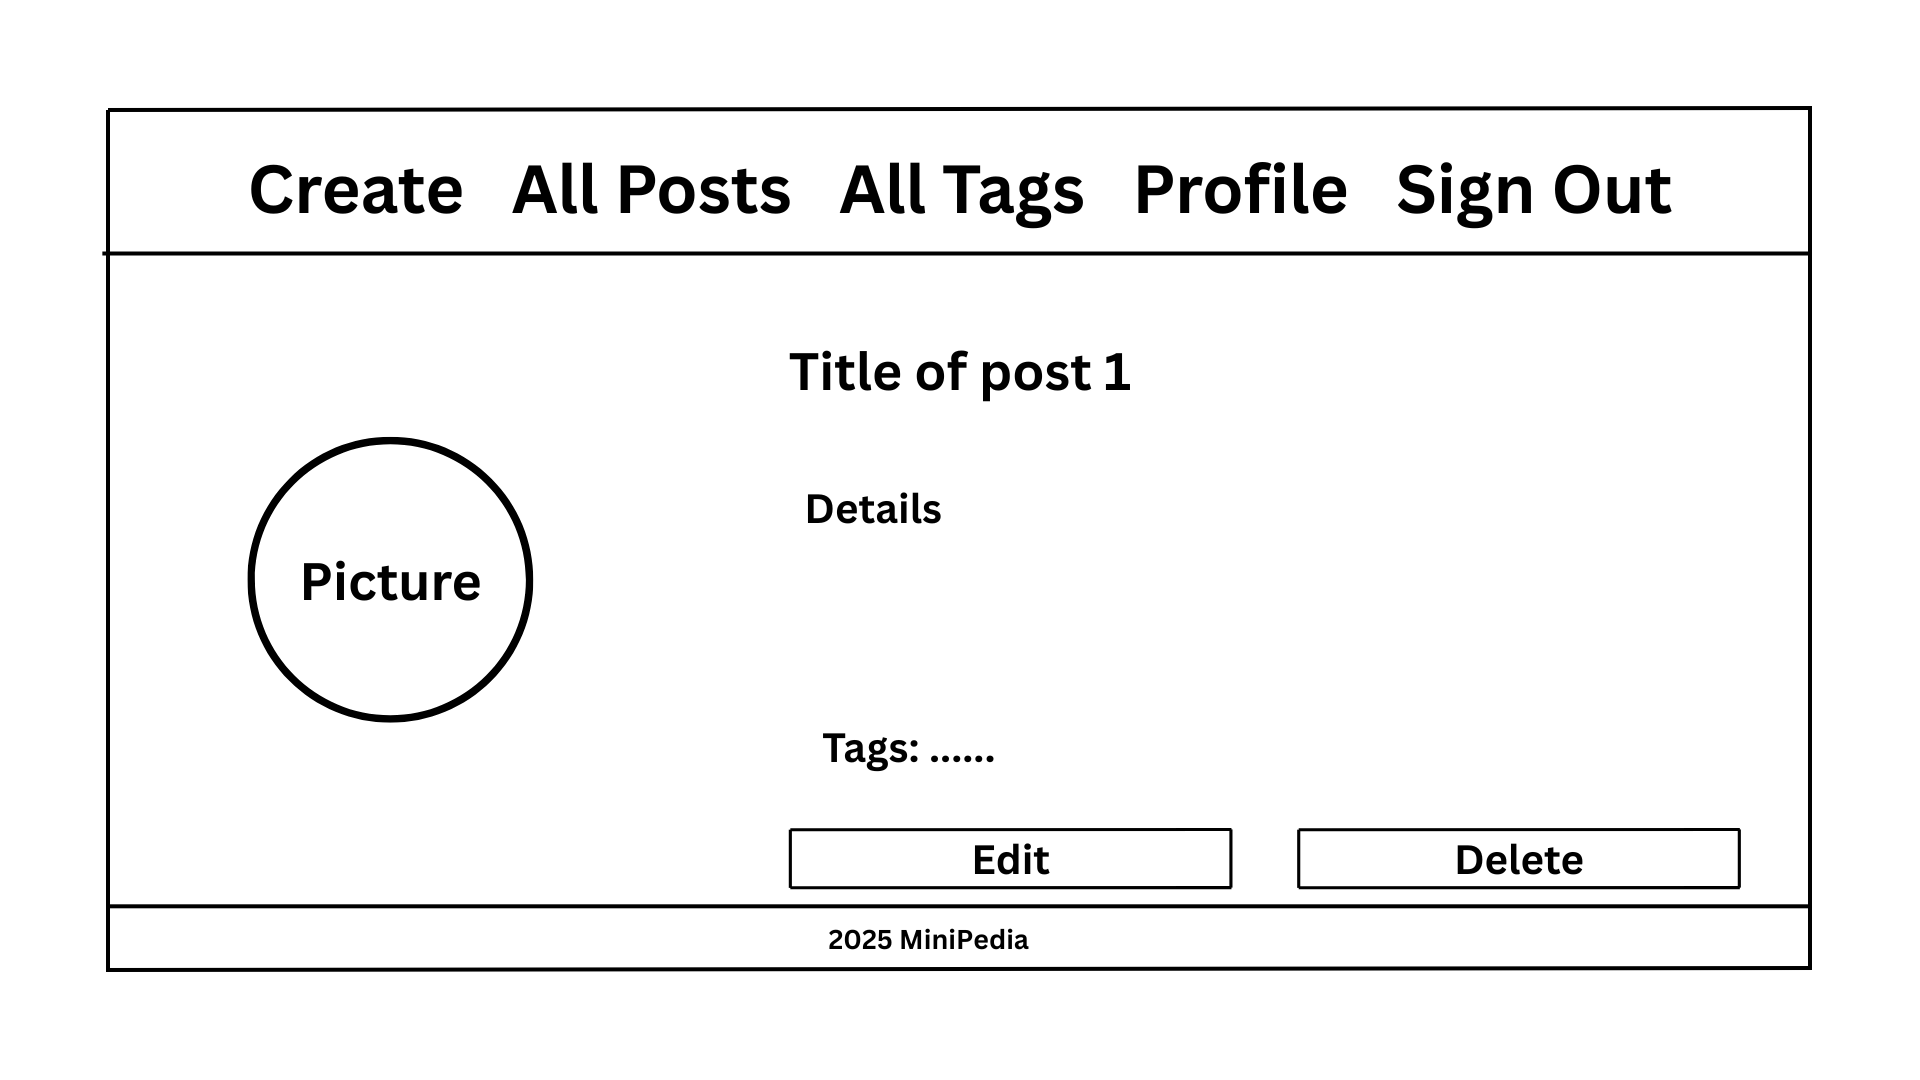 Create All Posts All Tags Profile Sign Out
Title of post 1
Details
Picture
Tags: ......
Edit Delete
2025 MiniPedia